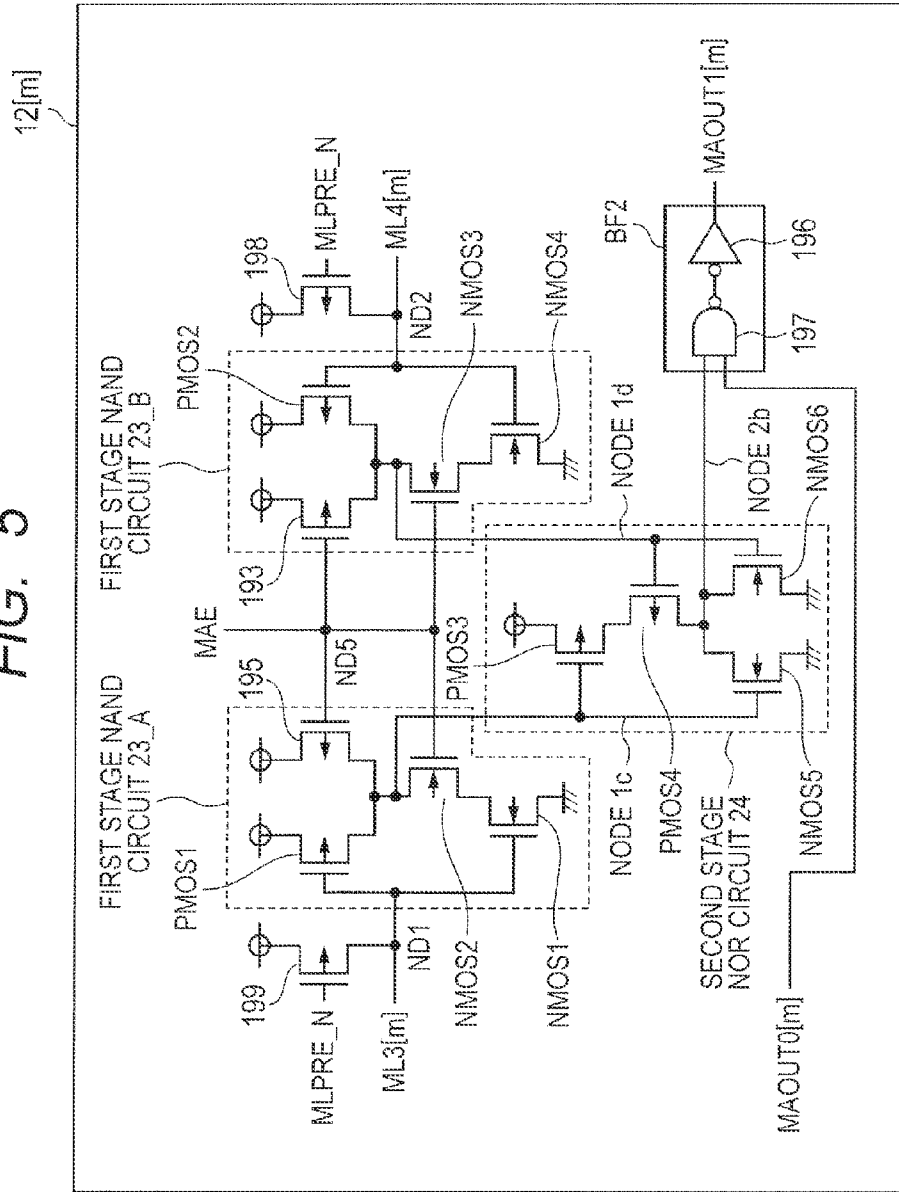 FIG. 5
12[m]
FIRST STAGE NAND
CIRCUIT 23_A
FIRST STAGE NAND
CIRCUIT 23_B
MAE
PMOS1
195
193
PMOS2
198
199
MLPRE_N
MLPRE_N
ND5
ND1
ND2
ML3[m]
ML4[m]
NMOS2
NMOS1
NMOS3
NMOS4
PMOS3
NODE 1c
NODE 1d
PMOS4
BF2
MAOUT1[m]
196
197
NODE 2b
SECOND STAGE
NOR CIRCUIT 24
NMOS5
NMOS6
MAOUT0[m]